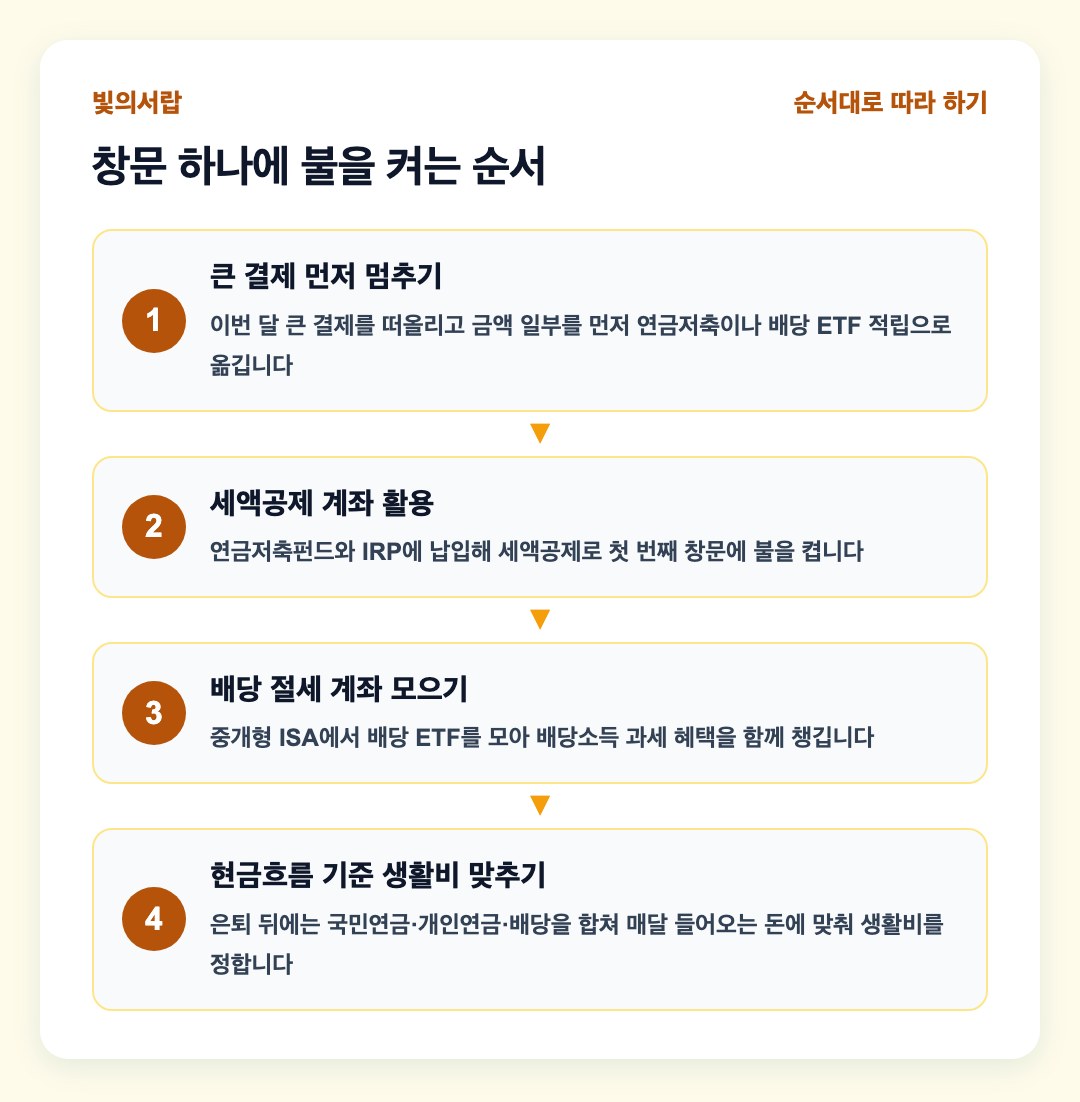 빛의서랍
순서대로 따라 하기
창문 하나에 불을 켜는 순서
1
큰 결제 먼저 멈추기
이번 달 큰 결제를 떠올리고 금액 일부를 먼저 연금저축이나 배당 ETF 적립으로
옮깁니다
▼
2
세액공제 계좌 활용
연금저축펀드와 IRP에 납입해 세액공제로 첫 번째 창문에 불을 켭니다
▼
3
배당 절세 계좌 모으기
중개형 ISA에서 배당 ETF를 모아 배당소득 과세 혜택을 함께 챙깁니다
▼
4
현금흐름 기준 생활비 맞추기
은퇴 뒤에는 국민연금·개인연금·배당을 합쳐 매달 들어오는 돈에 맞춰 생활비를
정합니다